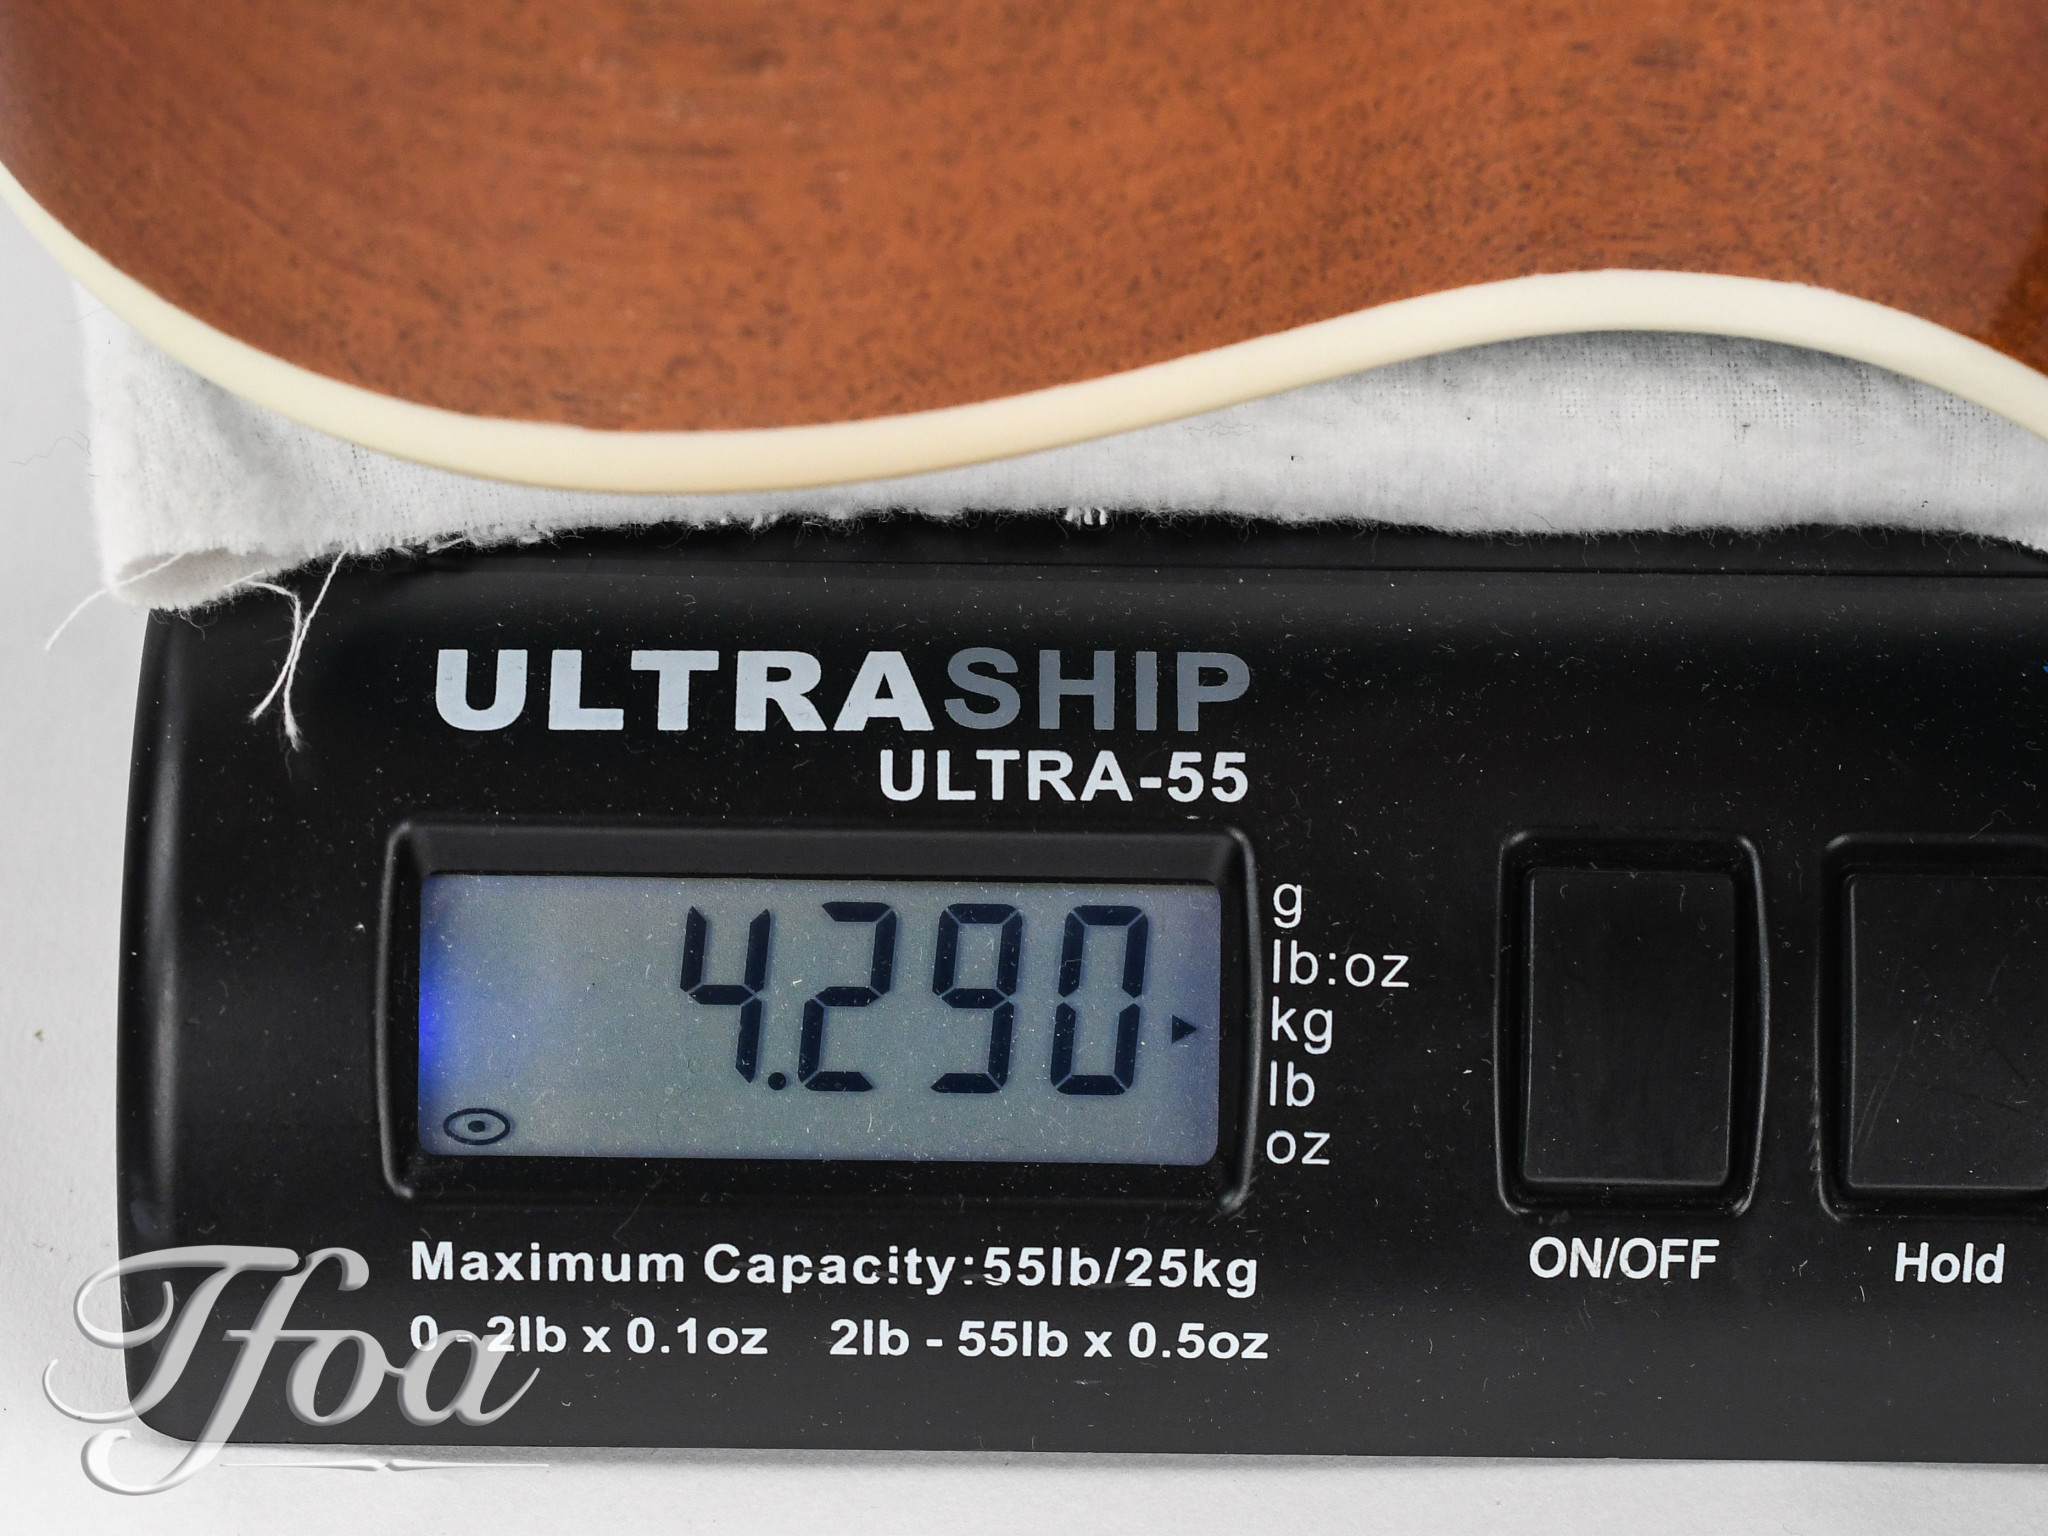 ULTRASHIP
ULTRA-55
4.290
g
lb:oz
kg
lb
oz
ON/OFF
Hold
Maximum Capacity:55lb/25kg
0 - 2lb x 0.1oz 2lb - 55lb x 0.5oz
Tfoa